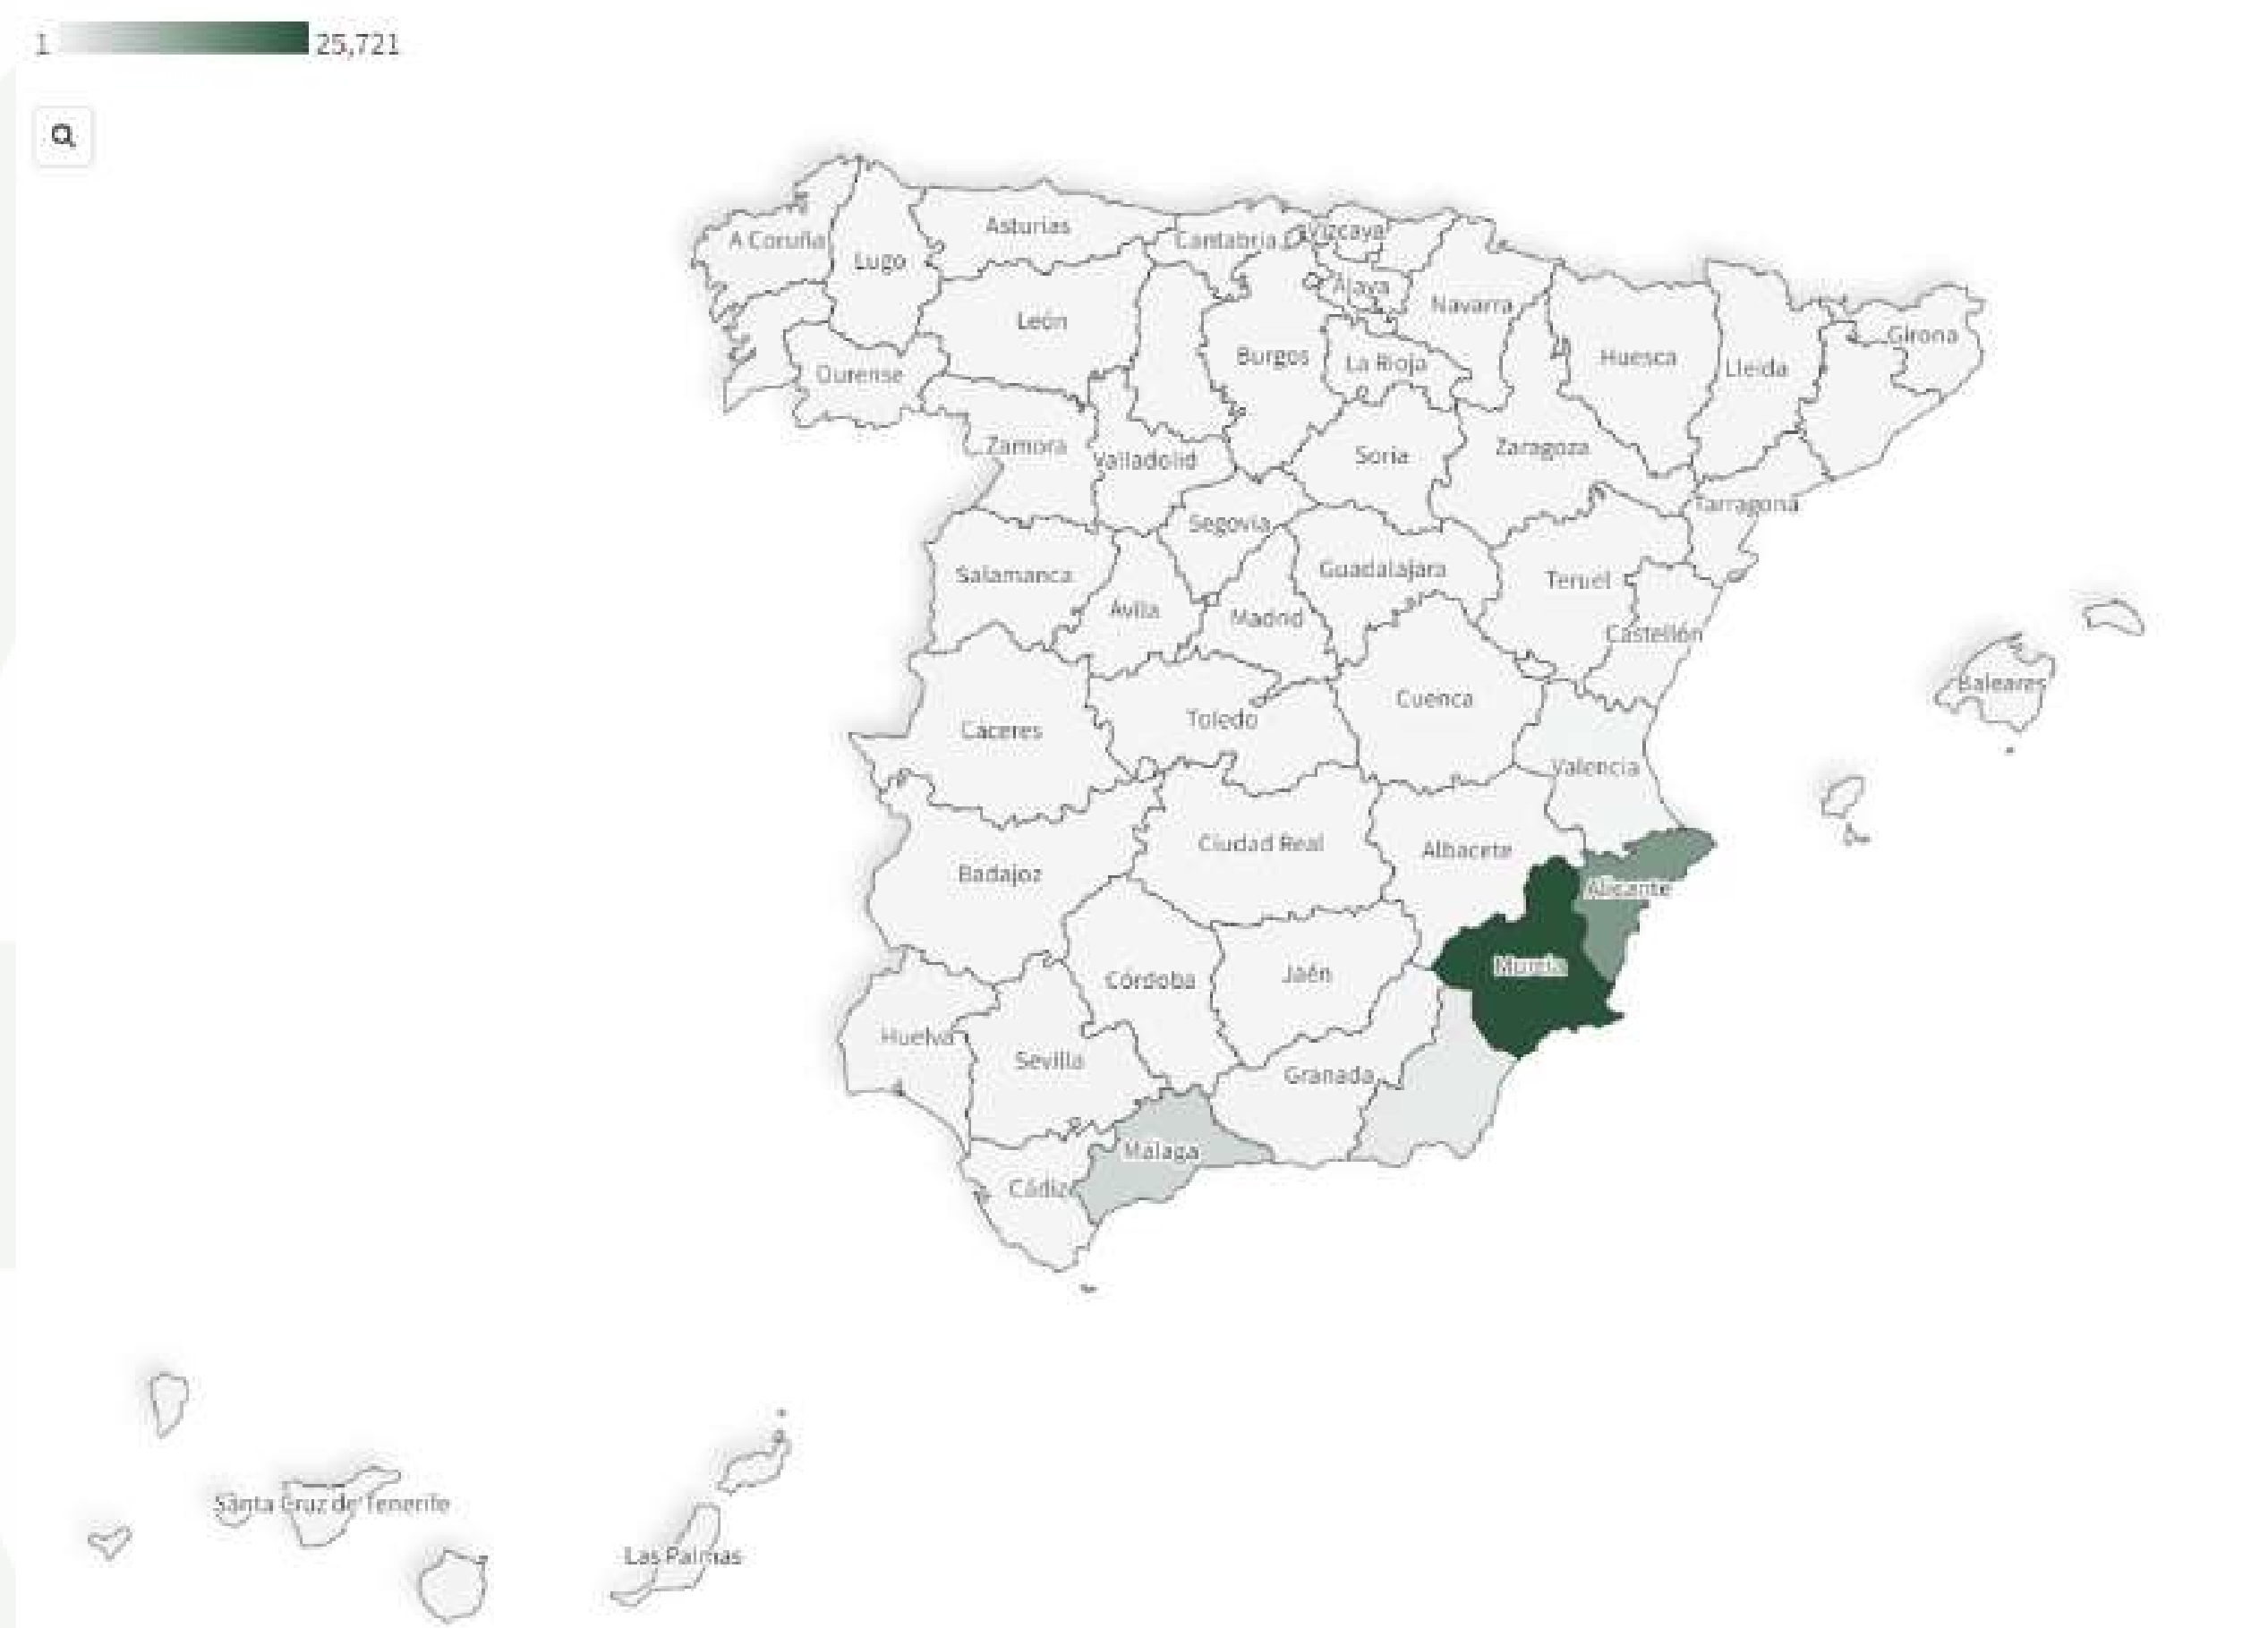 1 25,721
A Coruña
Lugo
Asturias
Cantabria
Vizcaya
Álava
Navarra
León
Burgos
La Rioja
Huesca
Lleida
Girona
Ourense
Zamora
Valladolid
Soria
Zaragoza
Tarragona
Segovia
Salamanca
Ávila
Madrid
Guadalajara
Teruel
Castellón
Baleares
Cáceres
Toledo
Cuenca
Valencia
Badajoz
Ciudad Real
Albacete
Alicante
Murcia
Córdoba
Jaén
Huelva
Sevilla
Granada
Málaga
Cádiz
Santa Cruz de Tenerife
Las Palmas